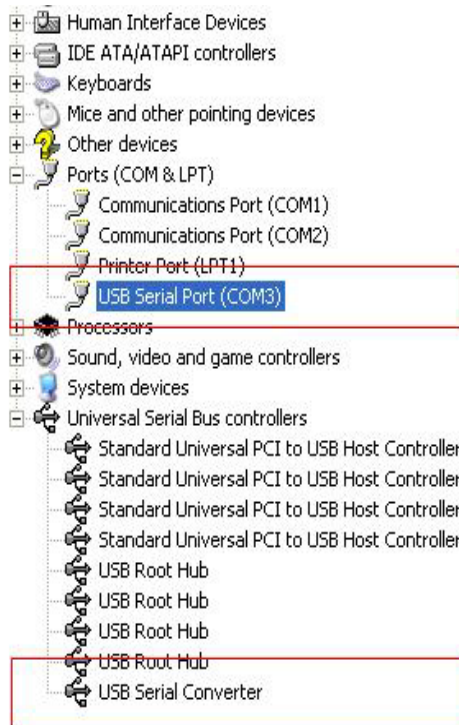 Human Interface Devices
IDE ATA/ATAPI controllers
Keyboards
Mice and other pointing devices
Other devices
Ports (COM & LPT)
Communications Port (COM1)
Communications Port (COM2)
Printer Port (LPT1)
USB Serial Port (COM3)
Processors
Sound, video and game controllers
System devices
Universal Serial Bus controllers
Standard Universal PCI to USB Host Controller
Standard Universal PCI to USB Host Controller
Standard Universal PCI to USB Host Controller
Standard Universal PCI to USB Host Controller
USB Root Hub
USB Root Hub
USB Root Hub
USB Root Hub
USB Serial Converter